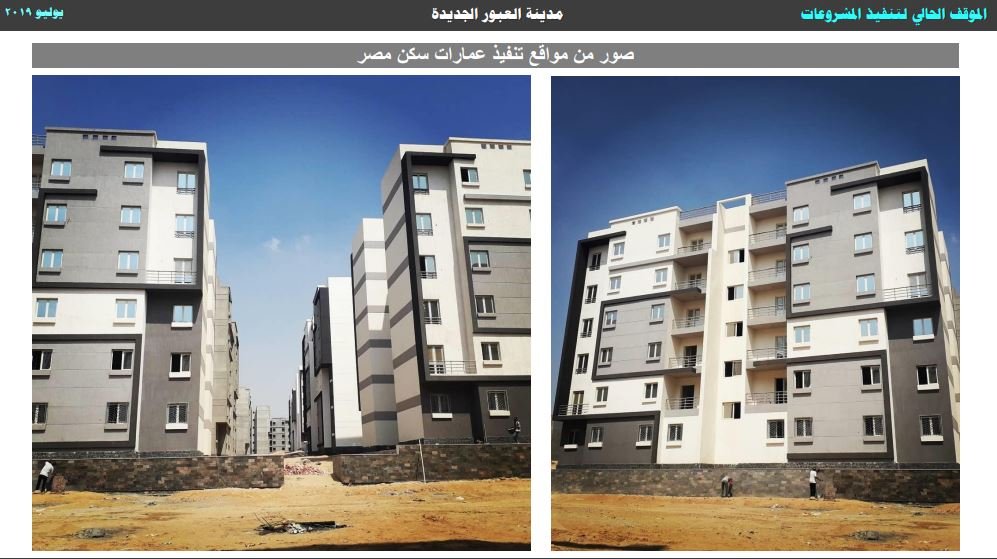 الموقف الحالي لتنفيذ المشروعات
مدينة العبور الجديدة
يوليو ٢٠١٩
صور من مواقع تنفيذ عمارات سكن مصر